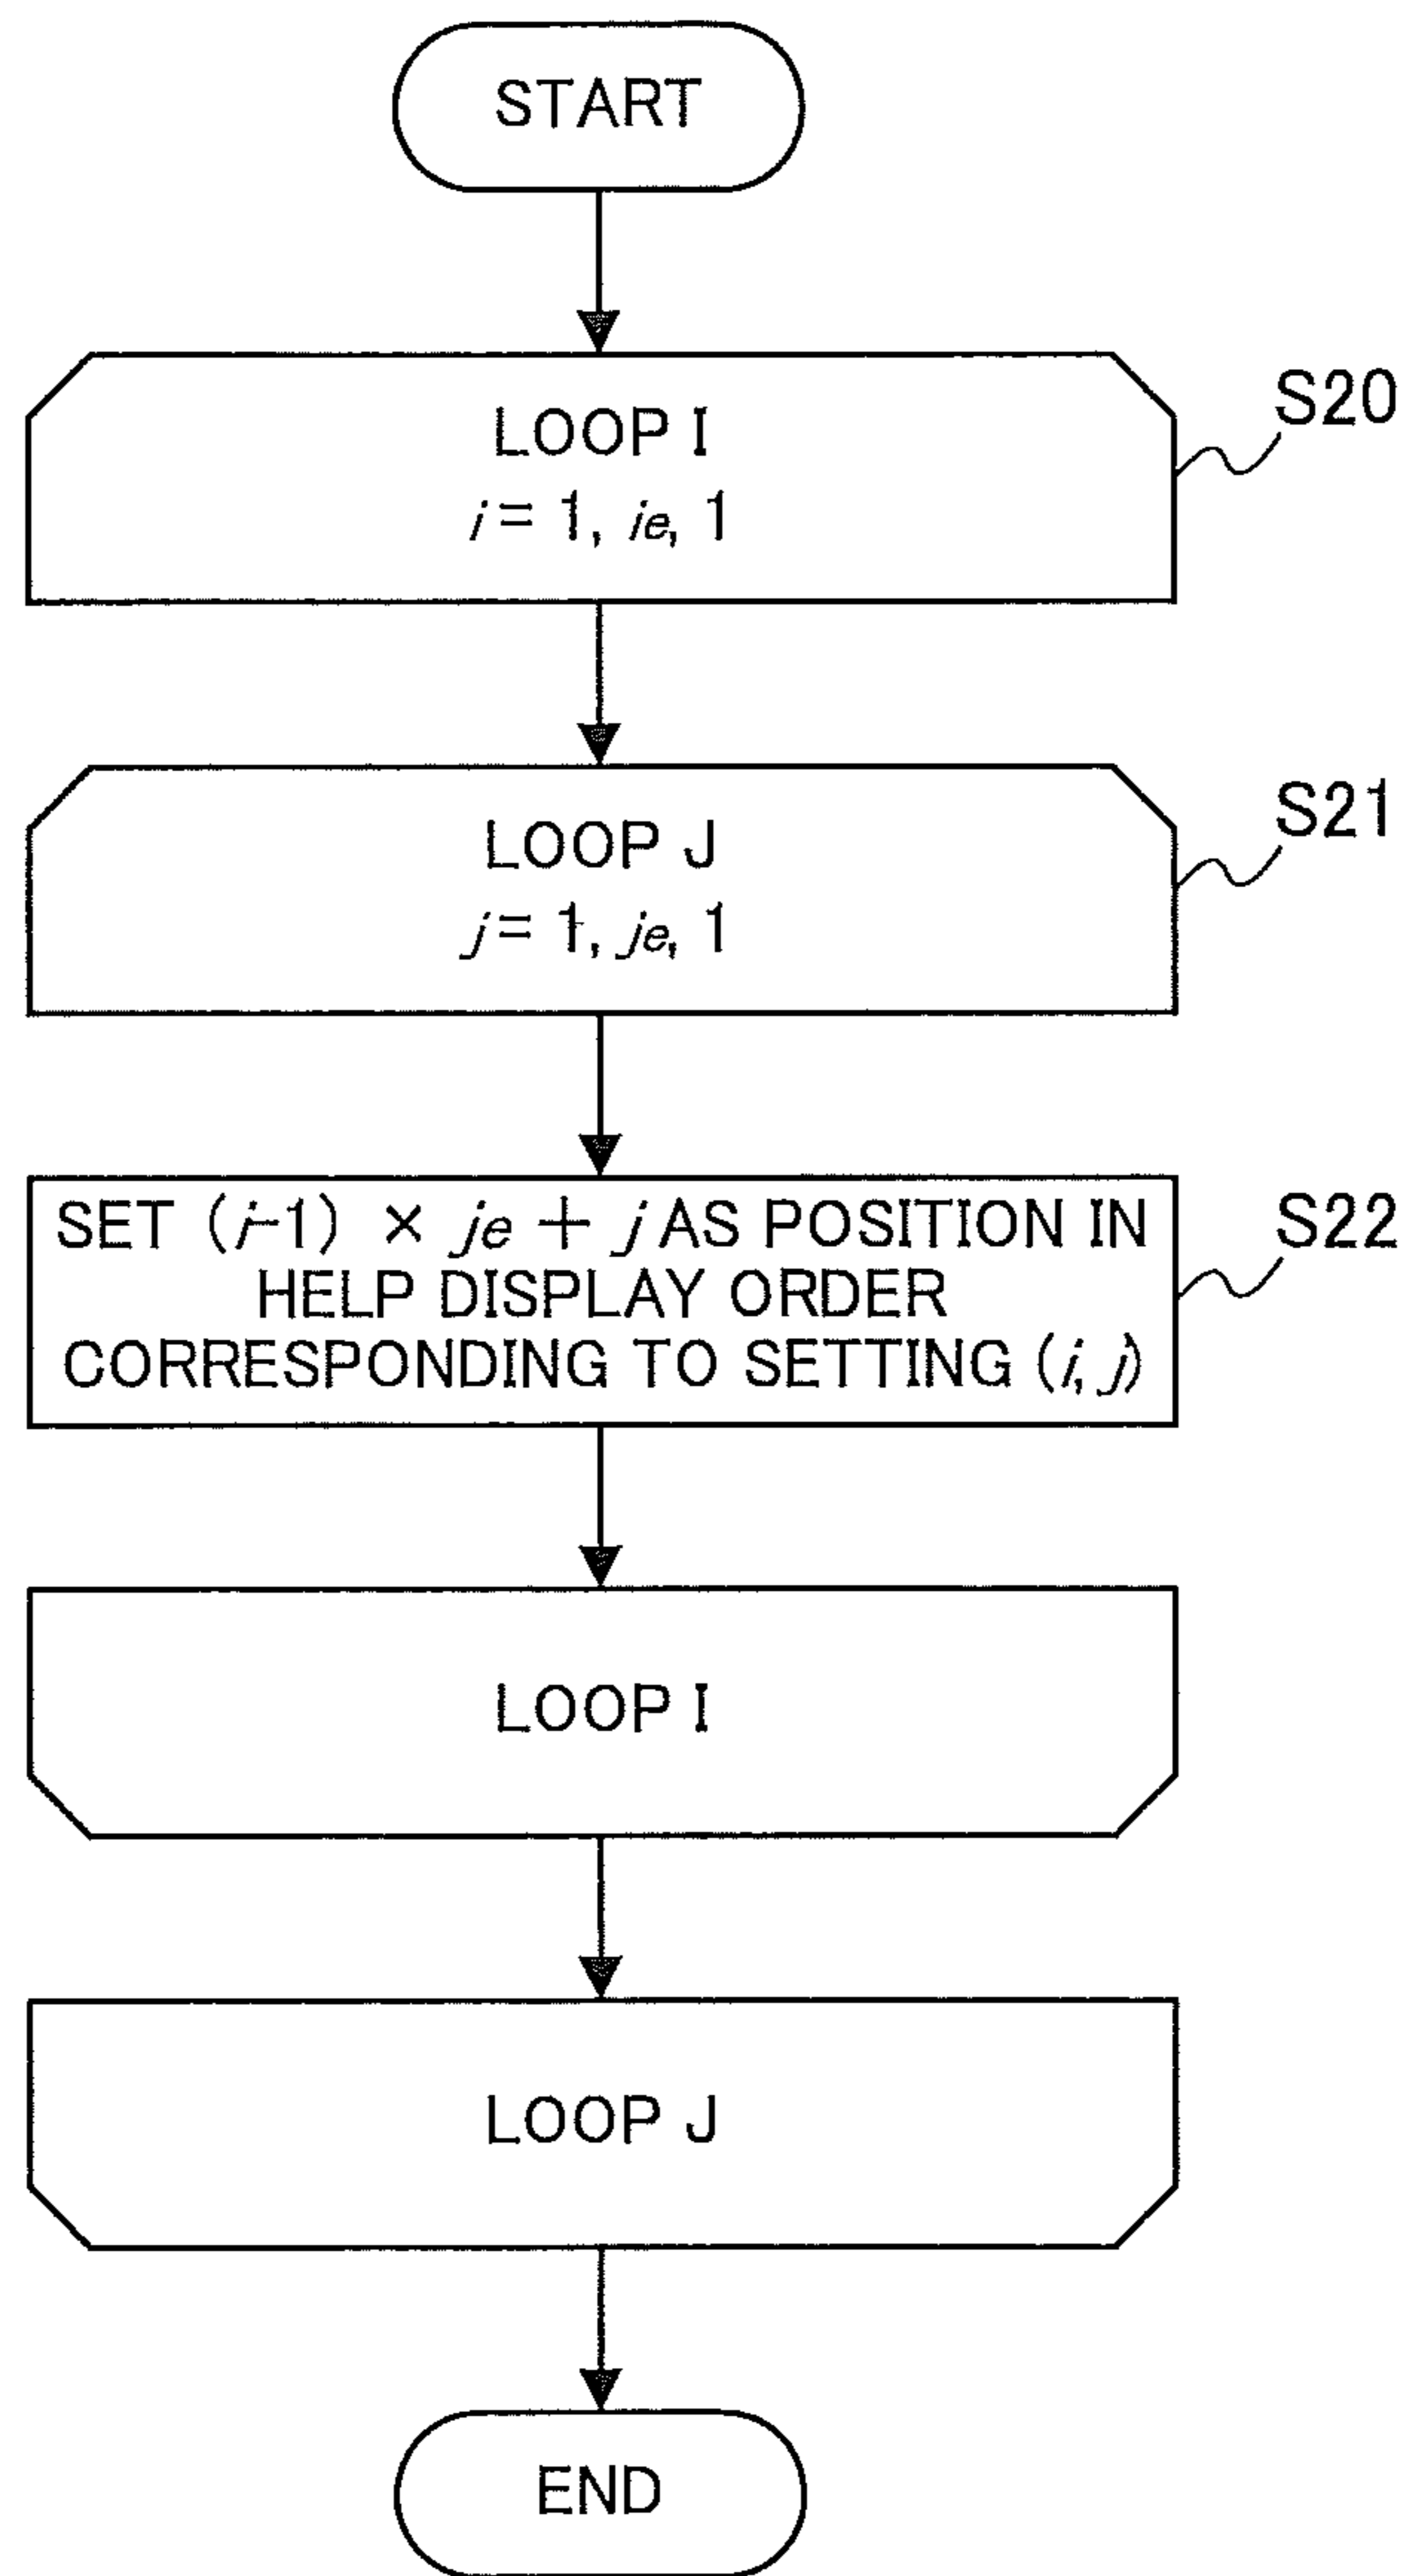 START
LOOP I
i = 1, ie, 1
S20
LOOP J
j = 1, je, 1
S21
SET (i-1) × je + j AS POSITION IN
HELP DISPLAY ORDER
CORRESPONDING TO SETTING (i, j)
S22
LOOP I
LOOP J
END